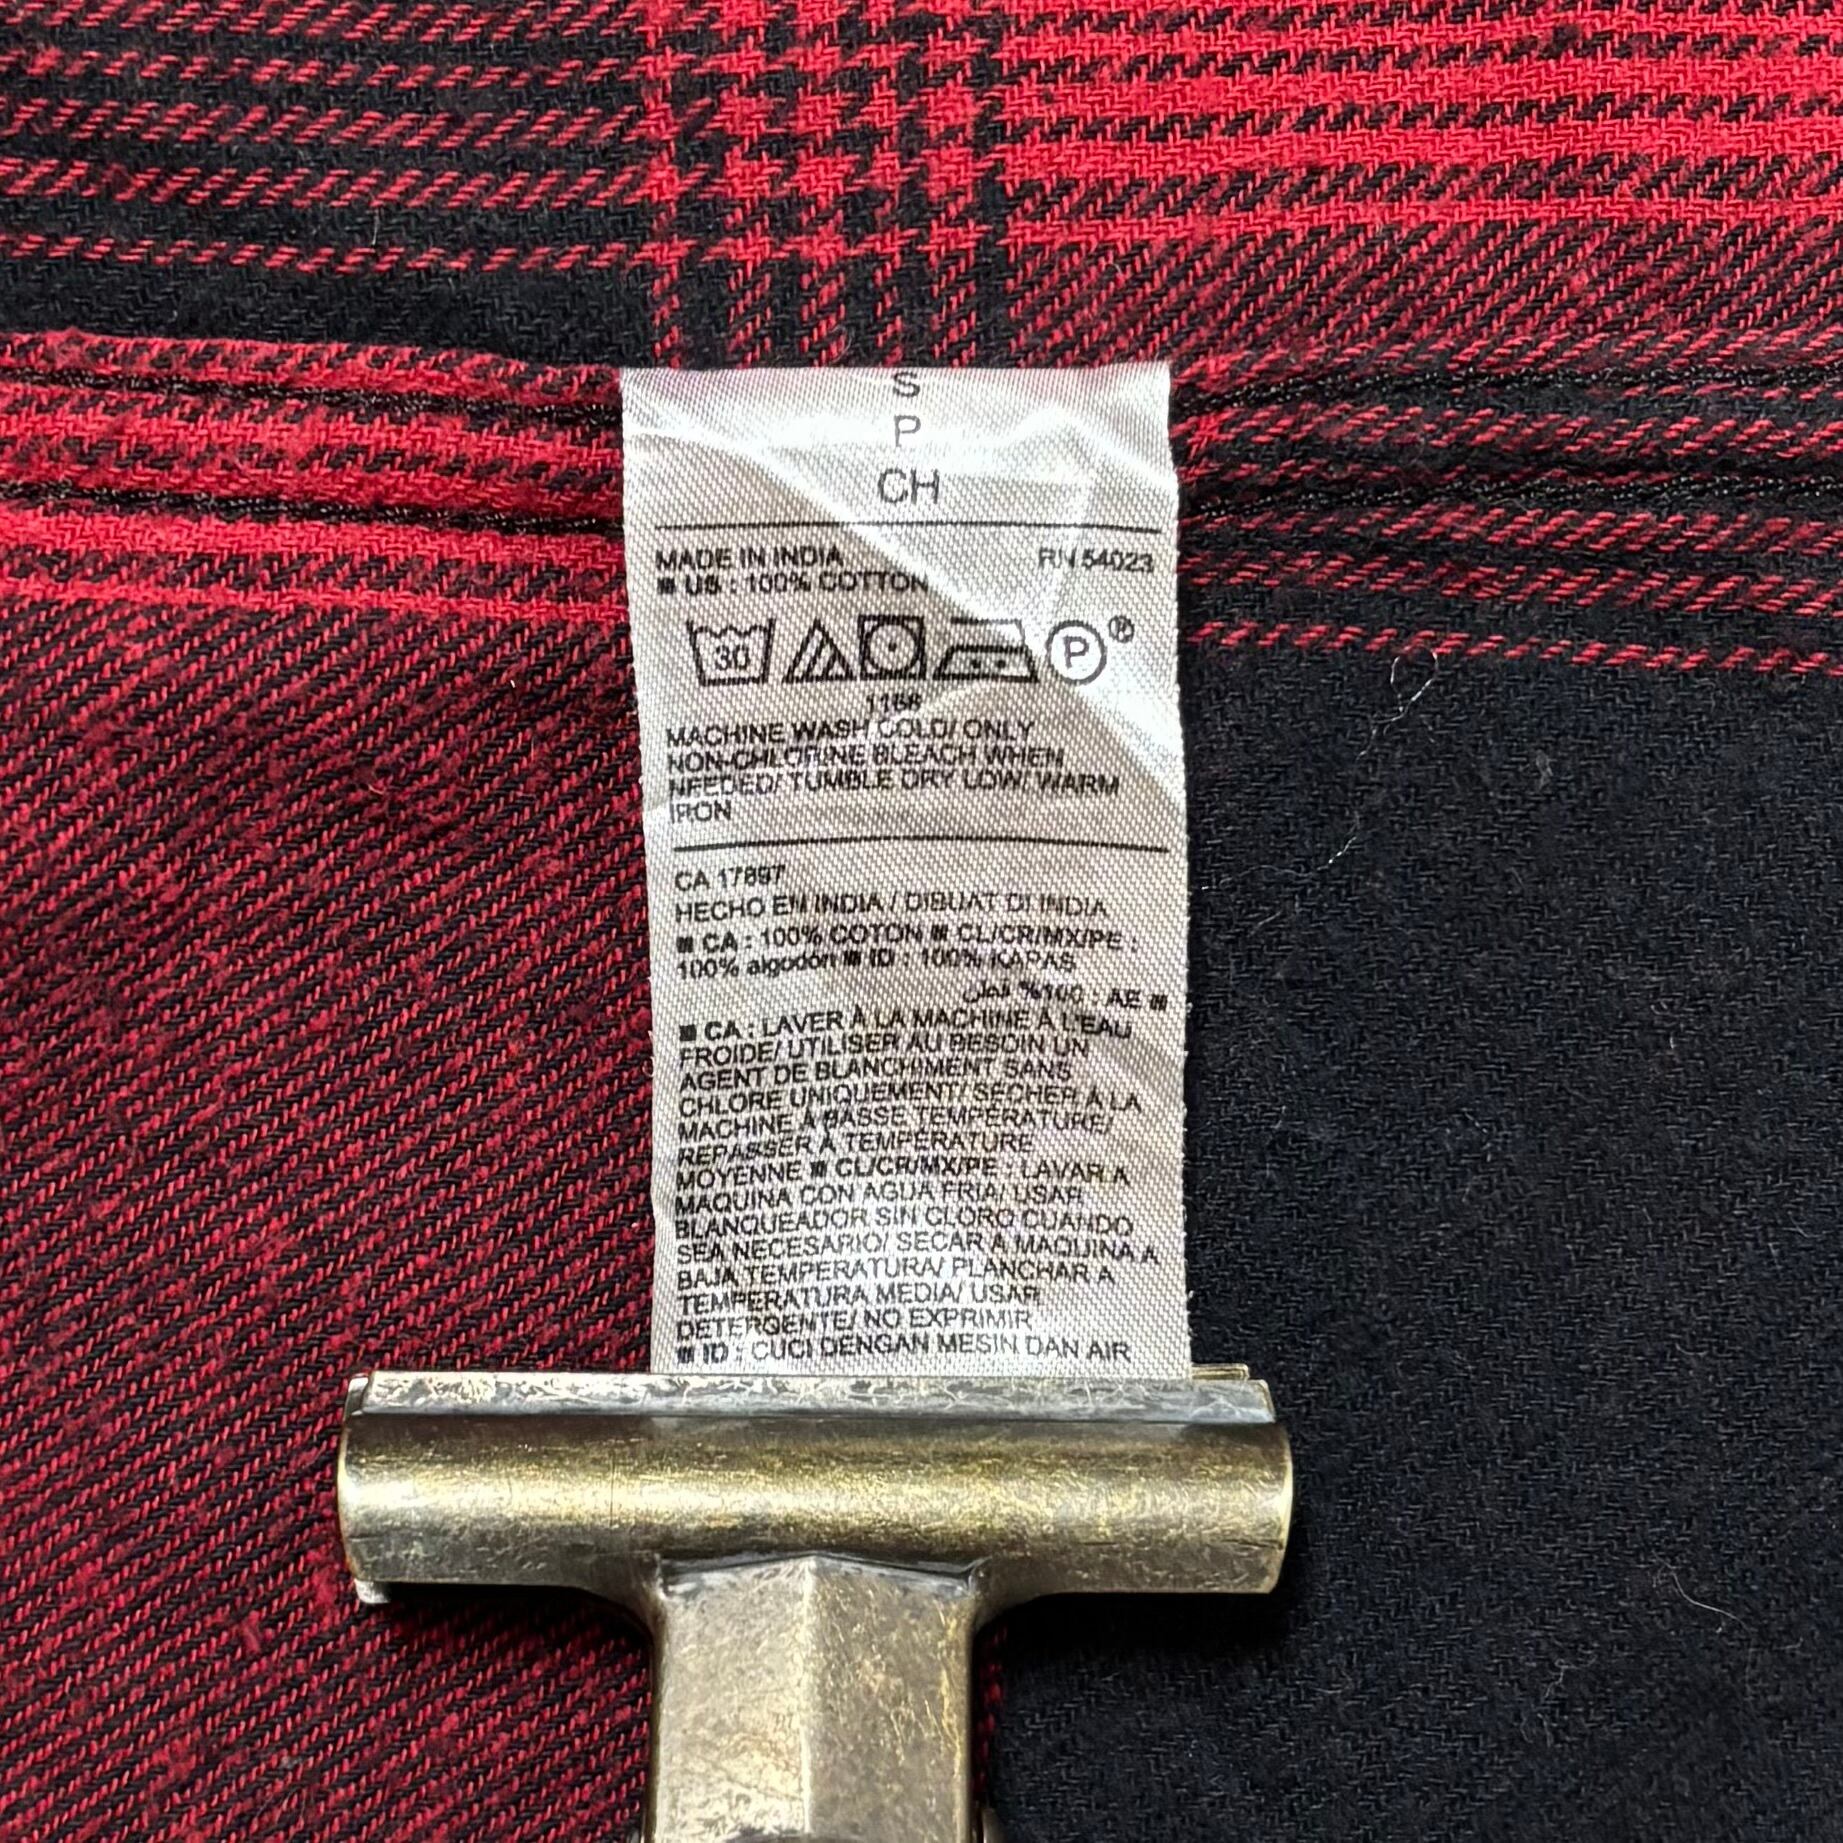 S
P
CH
MADE IN INDIA RN 54023
■ US : 100% COTTON
30 P ®
1166
MACHINE WASH COLD/ ONLY
NON-CHLORINE BLEACH WHEN
NEEDED/ TUMBLE DRY LOW/ WARM
IRON
CA 17897
HECHO EN INDIA / DIBUAT DI INDIA
■ CA : 100% COTON ■ CL/CR/MX/PE :
100% algodón ■ ID : 100% KAPAS
■ AE : 100% قطن
■ CA : LAVER À LA MACHINE À L'EAU
FROIDE/ UTILISER AU BESOIN UN
AGENT DE BLANCHIMENT SANS
CHLORE UNIQUEMENT/ SÉCHER À LA
MACHINE À BASSE TEMPÉRATURE/
REPASSER À TEMPÉRATURE
MOYENNE ■ CL/CR/MX/PE : LAVAR A
MAQUINA CON AGUA FRIA/ USAR
BLANQUEADOR SIN CLORO CUANDO
SEA NECESARIO/ SECAR A MAQUINA A
BAJA TEMPERATURA/ PLANCHAR A
TEMPERATURA MEDIA/ USAR
DETERGENTE/ NO EXPRIMIR
■ ID : CUCI DENGAN MESIN DAN AIR